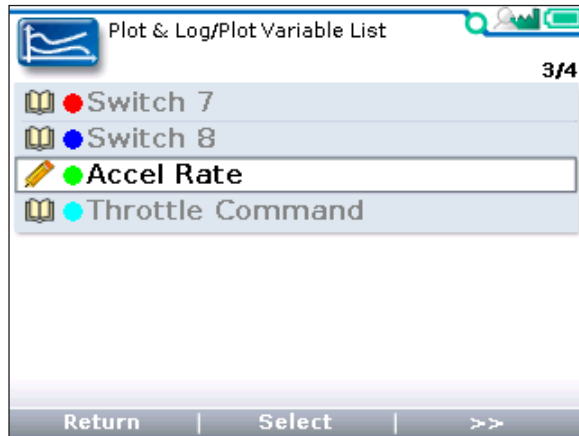 Plot & Log/Plot Variable List
3/4
Switch 7
Switch 8
Accel Rate
Throttle Command
Return | Select | >>